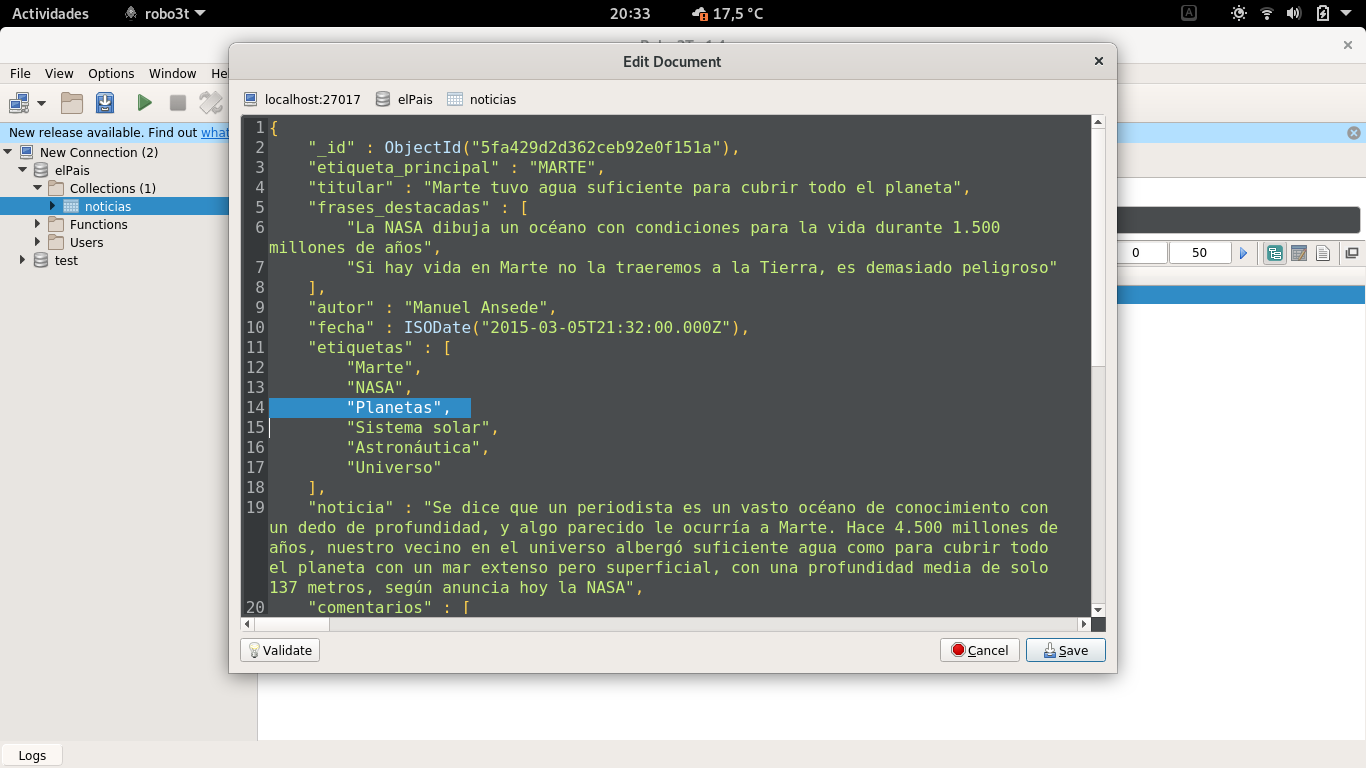 Actividades robo3t 20:33 17,5 °C A
Edit Document
File View Options Window He
localhost:27017 elPais noticias
New release available. Find out what
New Connection (2)
elPais
Collections (1)
noticias
Functions
Users
test
0 50
1 {
2 "_id" : ObjectId("5fa429d2d362ceb92e0f151a"),
3 "etiqueta_principal" : "MARTE",
4 "titular" : "Marte tuvo agua suficiente para cubrir todo el planeta",
5 "frases_destacadas" : [
6 "La NASA dibuja un océano con condiciones para la vida durante 1.500
millones de años",
7 "Si hay vida en Marte no la traeremos a la Tierra, es demasiado peligroso"
8 ],
9 "autor" : "Manuel Ansede",
10 "fecha" : ISODate("2015-03-05T21:32:00.000Z"),
11 "etiquetas" : [
12 "Marte",
13 "NASA",
14 "Planetas",
15 "Sistema solar",
16 "Astronáutica",
17 "Universo"
18 ],
19 "noticia" : "Se dice que un periodista es un vasto océano de conocimiento con
un dedo de profundidad, y algo parecido le ocurría a Marte. Hace 4.500 millones de
años, nuestro vecino en el universo albergó suficiente agua como para cubrir todo
el planeta con un mar extenso pero superficial, con una profundidad media de solo
137 metros, según anuncia hoy la NASA",
20 "comentarios" : [
Validate Cancel Save
Logs